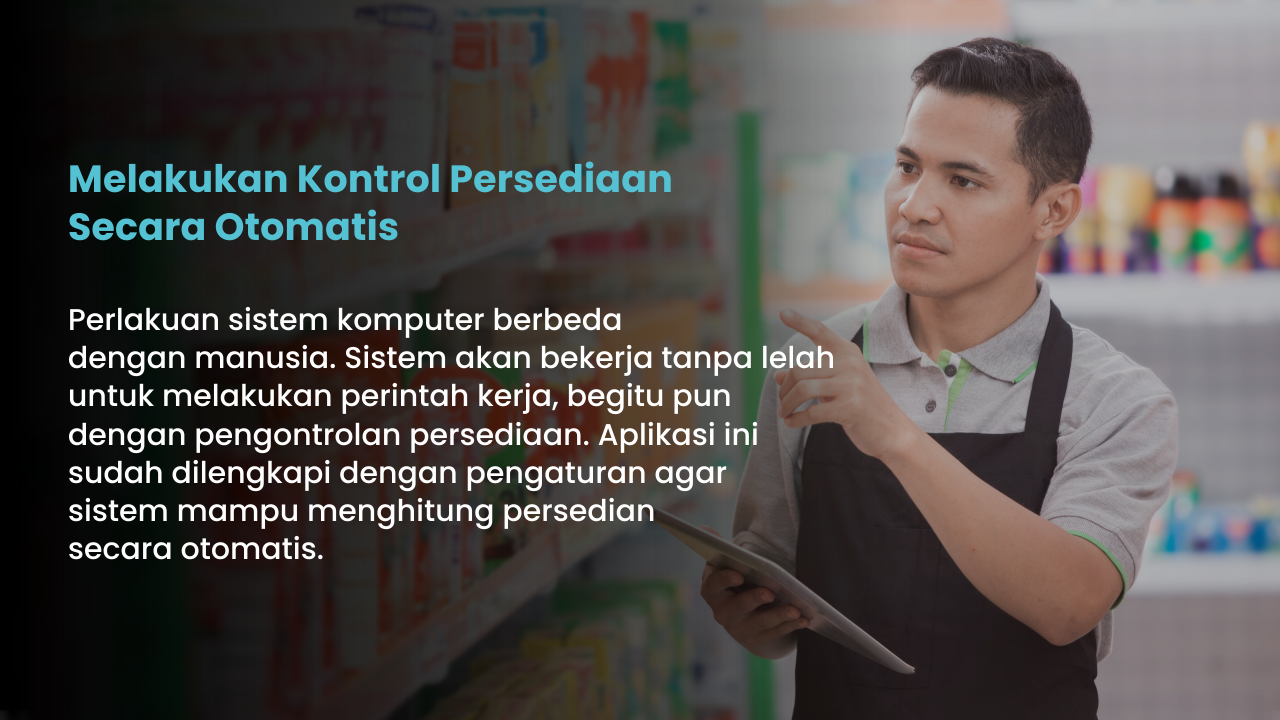 Melakukan Kontrol Persediaan
Secara Otomatis
Perlakuan sistem komputer berbeda
dengan manusia. Sistem akan bekerja tanpa lelah
untuk melakukan perintah kerja, begitu pun
dengan pengontrolan persediaan. Aplikasi ini
sudah dilengkapi dengan pengaturan agar
sistem mampu menghitung persedian
secara otomatis.